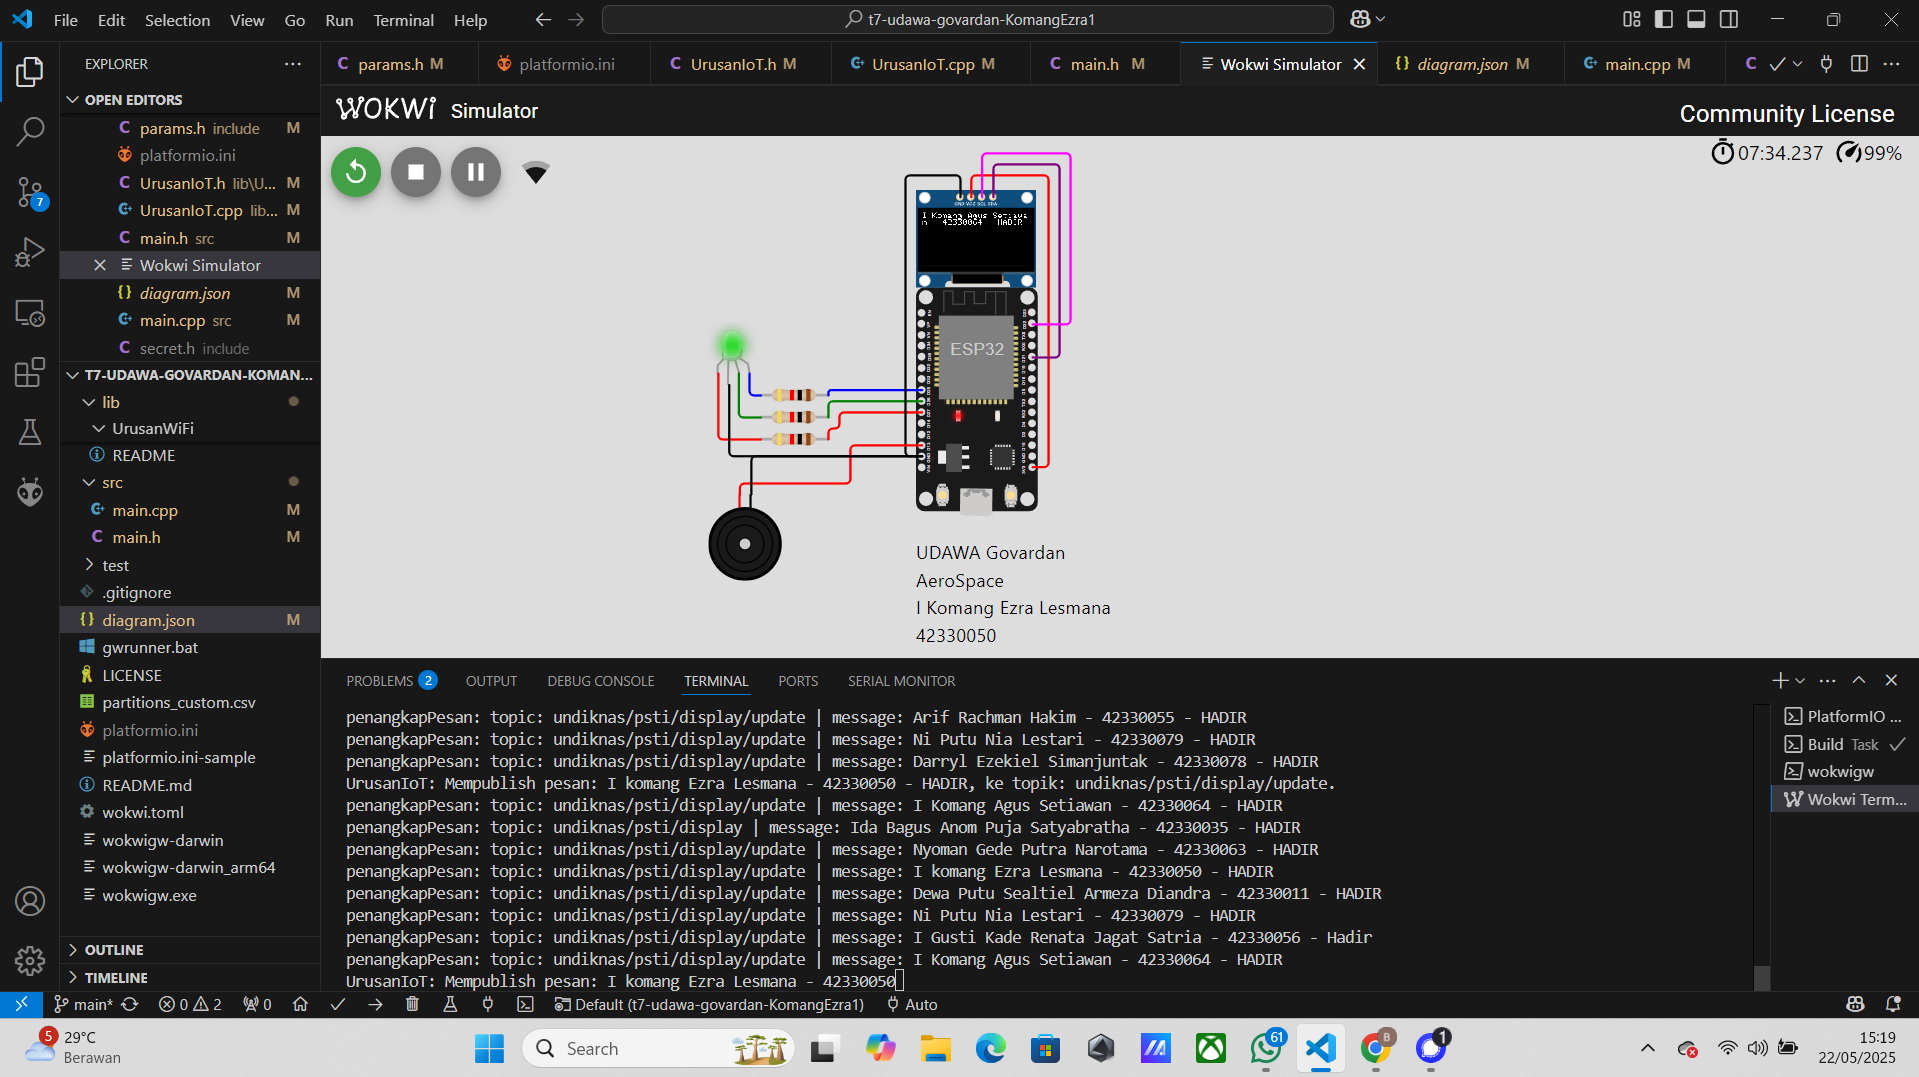 File Edit Selection View Go Run Terminal Help
t7-udawa-govardan-KomangEzra1
EXPLORER
OPEN EDITORS
params.h include M
platformio.ini
UrusanIoT.h lib\U... M
UrusanIoT.cpp lib... M
main.h src M
Wokwi Simulator
diagram.json M
main.cpp src M
secret.h include
T7-UDAWA-GOVARDAN-KOMAN...
lib
UrusanWiFi
README
src
main.cpp M
main.h M
test
.gitignore
diagram.json M
gwrunner.bat
LICENSE
partitions_custom.csv
platformio.ini
platformio.ini-sample
README.md
wokwi.toml
wokwigw-darwin
wokwigw-darwin_arm64
wokwigw.exe
OUTLINE
TIMELINE
7
params.h M platformio.ini UrusanIoT.h M UrusanIoT.cpp M main.h M Wokwi Simulator diagram.json M main.cpp M
WOKWI Simulator
Community License
07:34.237 99%
GND VCC SCL SDA
I Komang Agus Setiawa
n 42330064 HADIR
ESP32
UDAWA Govardan
AeroSpace
I Komang Ezra Lesmana
42330050
PROBLEMS 2 OUTPUT DEBUG CONSOLE TERMINAL PORTS SERIAL MONITOR
penangkapPesan: topic: undiknas/psti/display/update | message: Arif Rachman Hakim - 42330055 - HADIR
penangkapPesan: topic: undiknas/psti/display/update | message: Ni Putu Nia Lestari - 42330079 - HADIR
penangkapPesan: topic: undiknas/psti/display/update | message: Darryl Ezekiel Simanjuntak - 42330078 - HADIR
UrusanIoT: Mempublish pesan: I komang Ezra Lesmana - 42330050 - HADIR, ke topik: undiknas/psti/display/update.
penangkapPesan: topic: undiknas/psti/display/update | message: I Komang Agus Setiawan - 42330064 - HADIR
penangkapPesan: topic: undiknas/psti/display | message: Ida Bagus Anom Puja Satyabratha - 42330035 - HADIR
penangkapPesan: topic: undiknas/psti/display/update | message: Nyoman Gede Putra Narotama - 42330063 - HADIR
penangkapPesan: topic: undiknas/psti/display/update | message: I komang Ezra Lesmana - 42330050 - HADIR
penangkapPesan: topic: undiknas/psti/display/update | message: Dewa Putu Sealtiel Armeza Diandra - 42330011 - HADIR
penangkapPesan: topic: undiknas/psti/display/update | message: Ni Putu Nia Lestari - 42330079 - HADIR
penangkapPesan: topic: undiknas/psti/display/update | message: I Gusti Kade Renata Jagat Satria - 42330056 - Hadir
penangkapPesan: topic: undiknas/psti/display/update | message: I Komang Agus Setiawan - 42330064 - HADIR
UrusanIoT: Mempublish pesan: I komang Ezra Lesmana - 42330050
PlatformIO ...
Build Task
wokwigw
Wokwi Term...
main* 0 2 0 Default (t7-udawa-govardan-KomangEzra1) Auto
5
29°C
Berawan
Search
61
B
1
15:19
22/05/2025